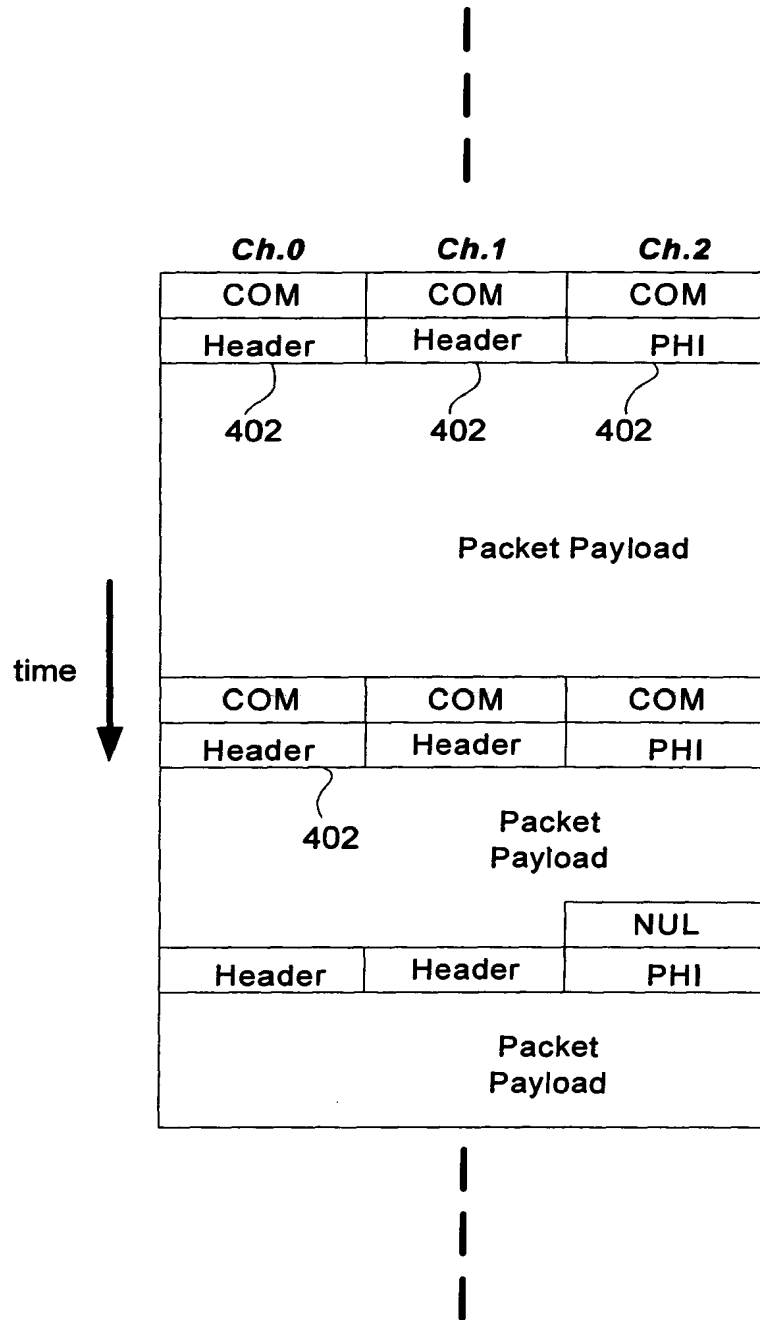 Ch.0 Ch.1 Ch.2
COM COM COM
Header Header PHI
402 402 402
Packet Payload
time
COM COM COM
Header Header PHI
402
Packet
Payload
NUL
Header Header PHI
Packet
Payload